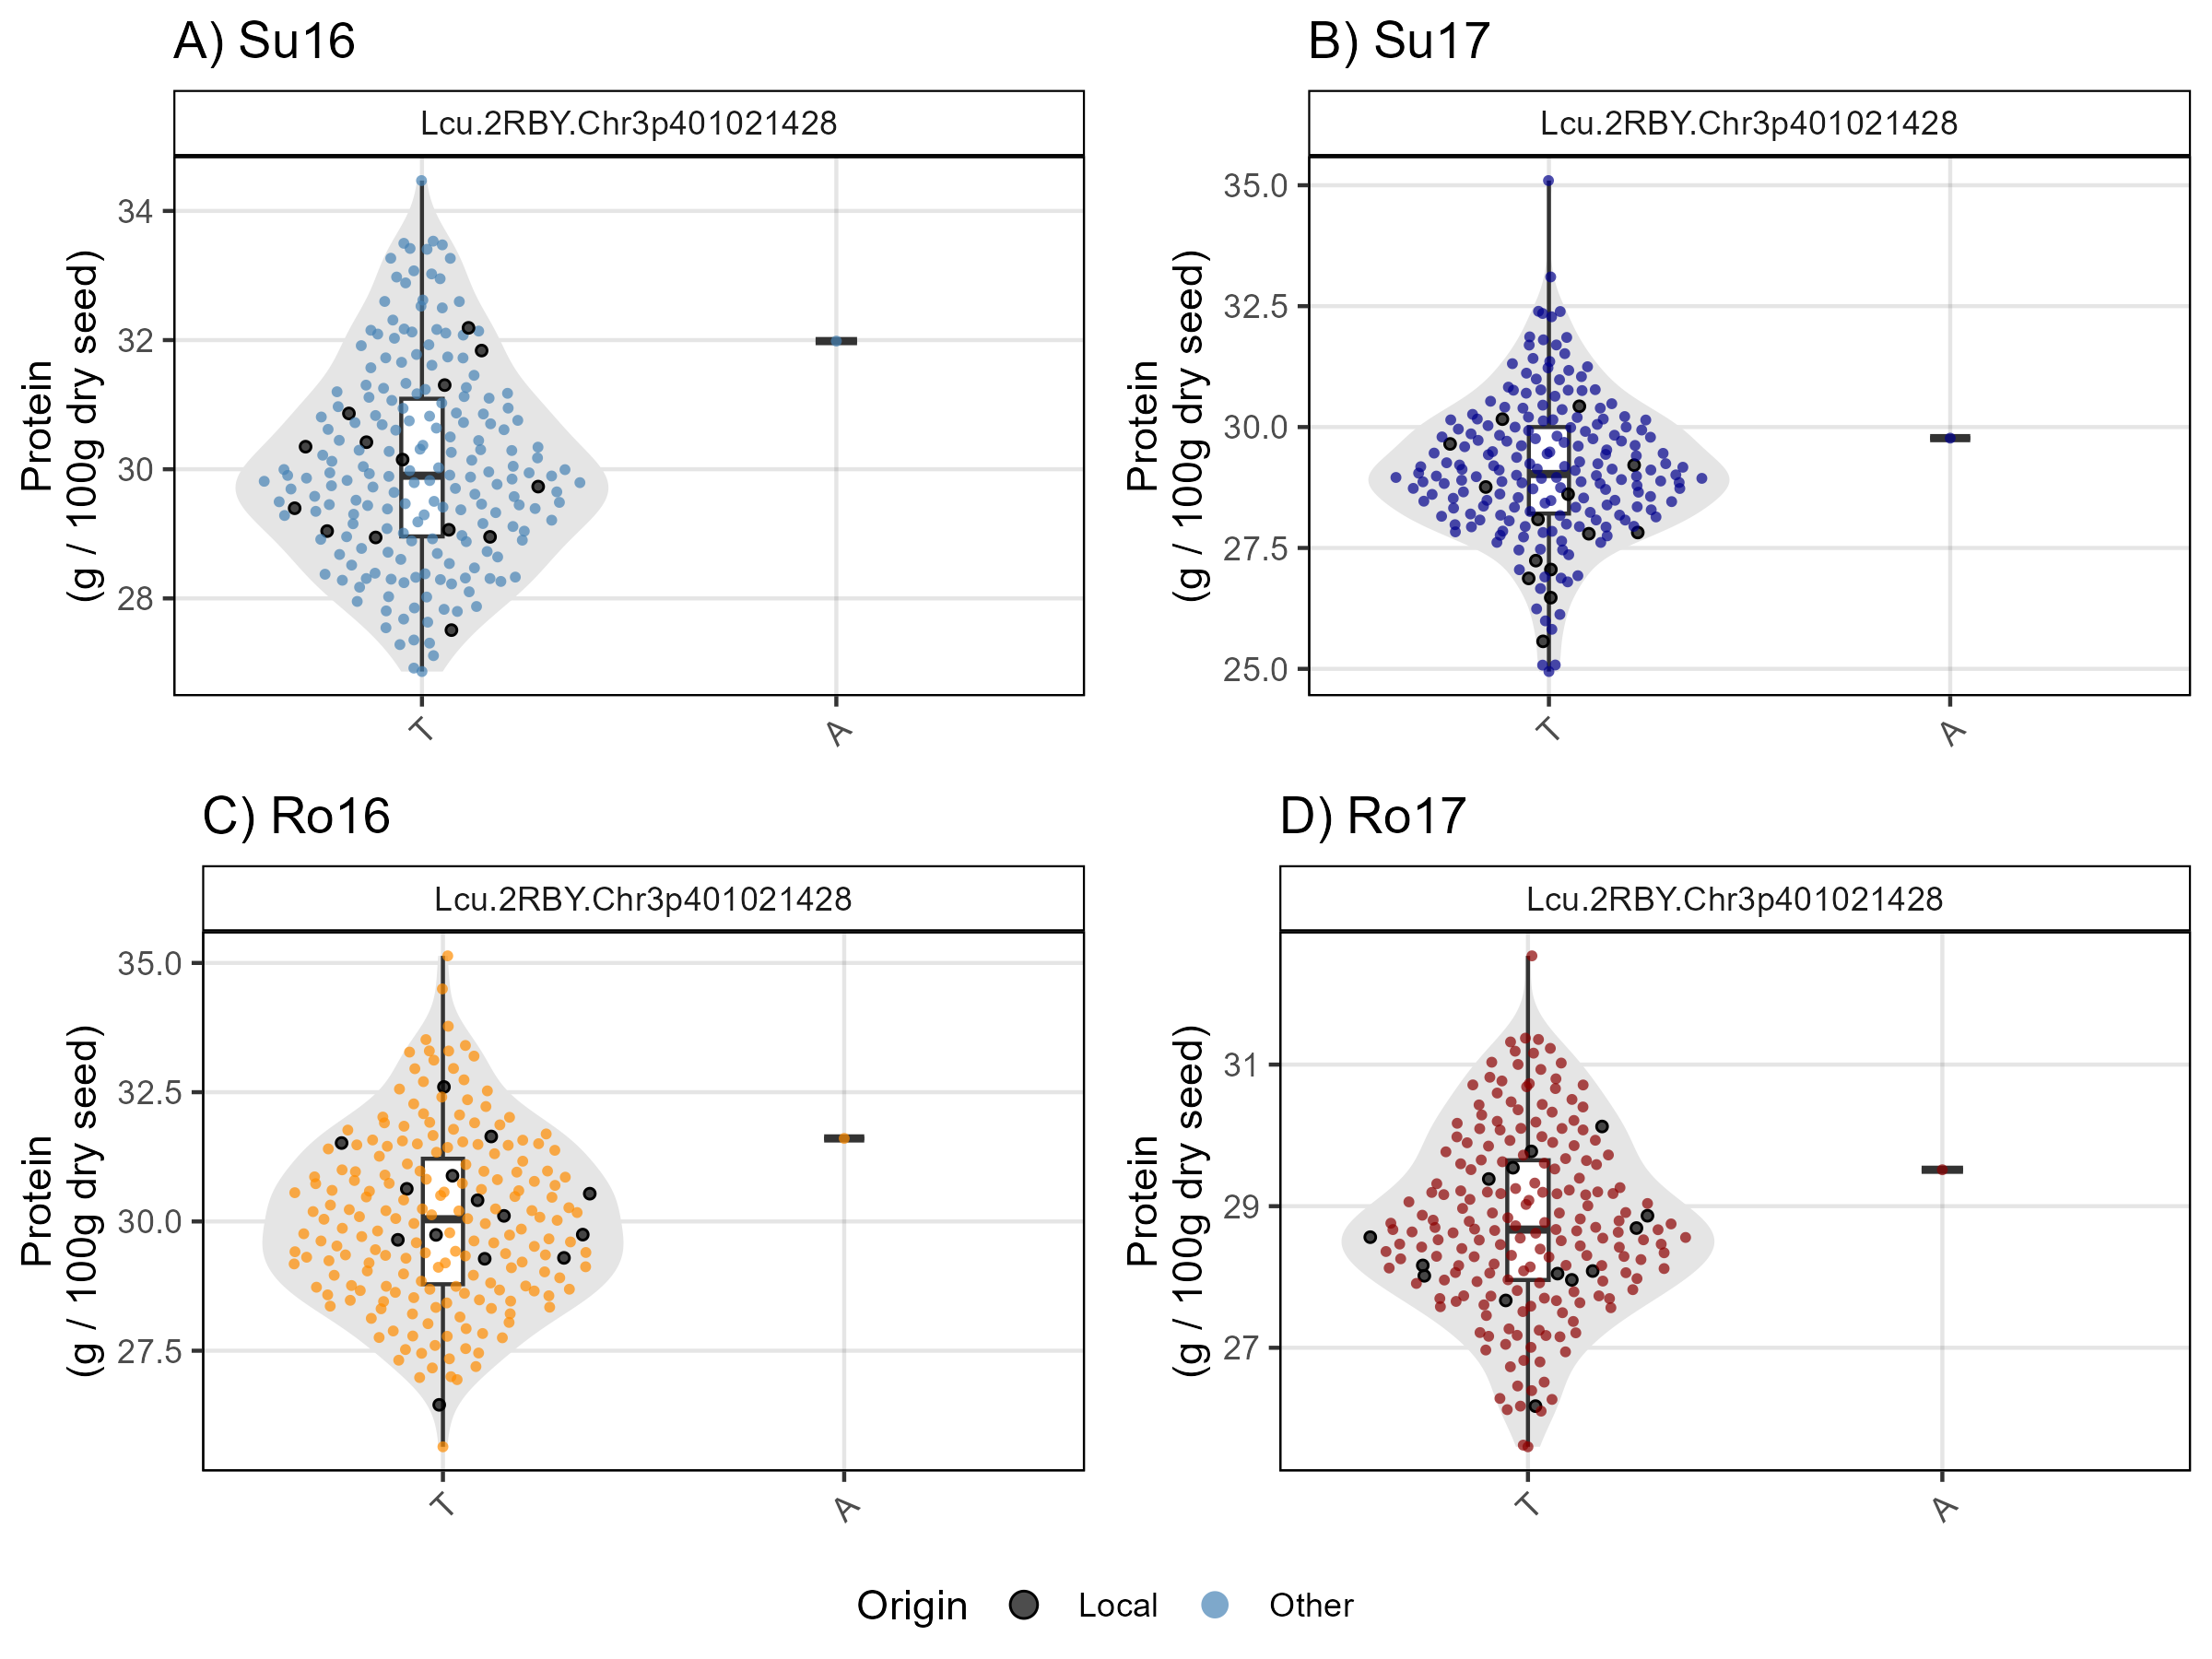 A) Su16
Lcu.2RBY.Chr3p401021428
Protein
(g / 100g dry seed)
34
32
30
28
T
A
B) Su17
Lcu.2RBY.Chr3p401021428
Protein
(g / 100g dry seed)
35.0
32.5
30.0
27.5
25.0
T
A
C) Ro16
Lcu.2RBY.Chr3p401021428
Protein
(g / 100g dry seed)
35.0
32.5
30.0
27.5
T
A
D) Ro17
Lcu.2RBY.Chr3p401021428
Protein
(g / 100g dry seed)
31
29
27
T
A
Origin Local Other